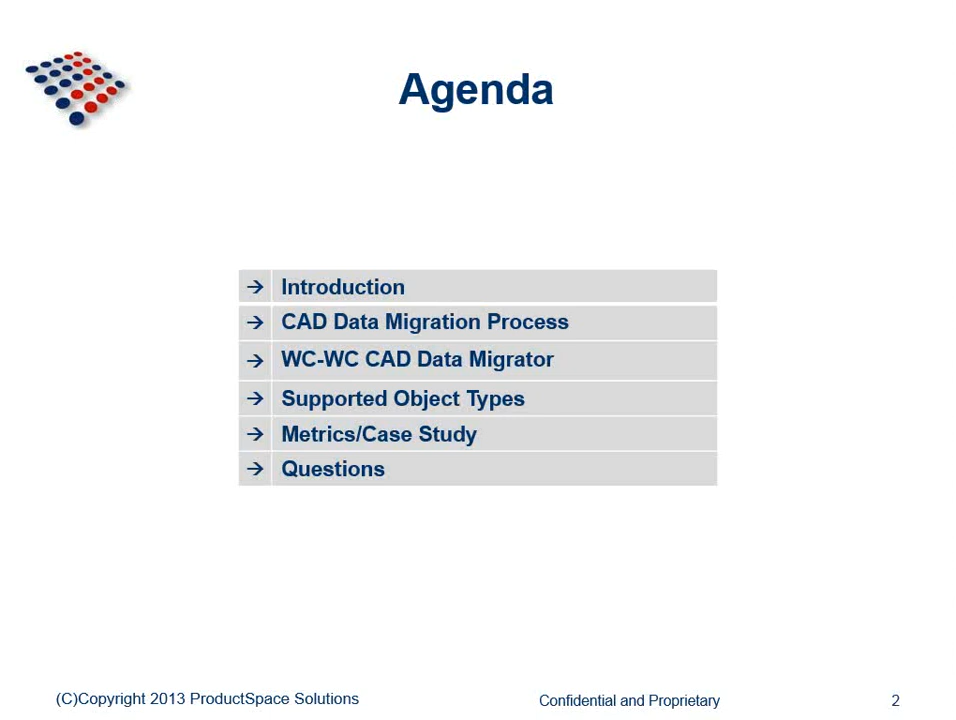 Agenda
→ Introduction
→ CAD Data Migration Process
→ WC-WC CAD Data Migrator
→ Supported Object Types
→ Metrics/Case Study
→ Questions
(C)Copyright 2013 ProductSpace Solutions
Confidential and Proprietary
2